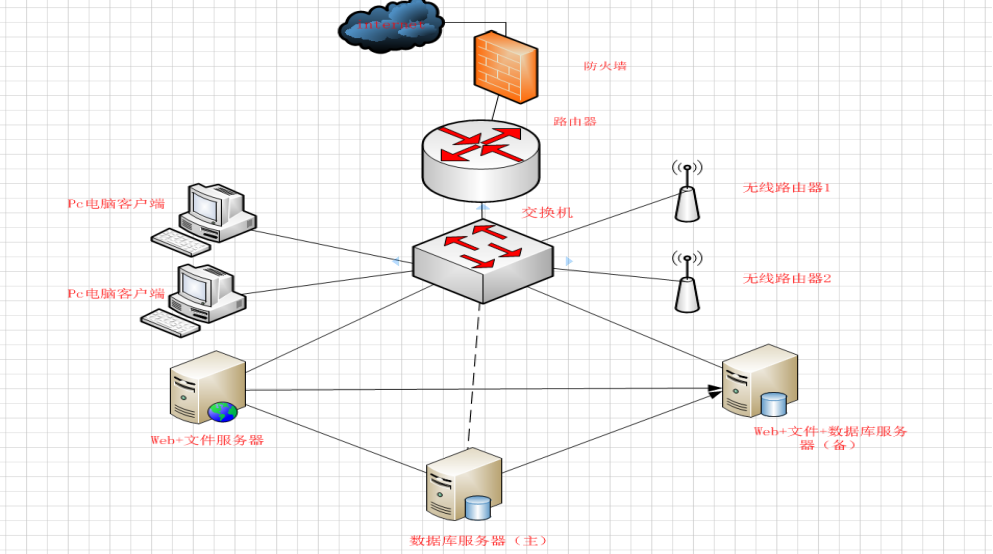 Internet
防火墙
路由器
无线路由器1
Pc电脑客户端
交换机
无线路由器2
Pc电脑客户端
Web+文件服务器
Web+文件+数据库服务
器（备）
数据库服务器（主）